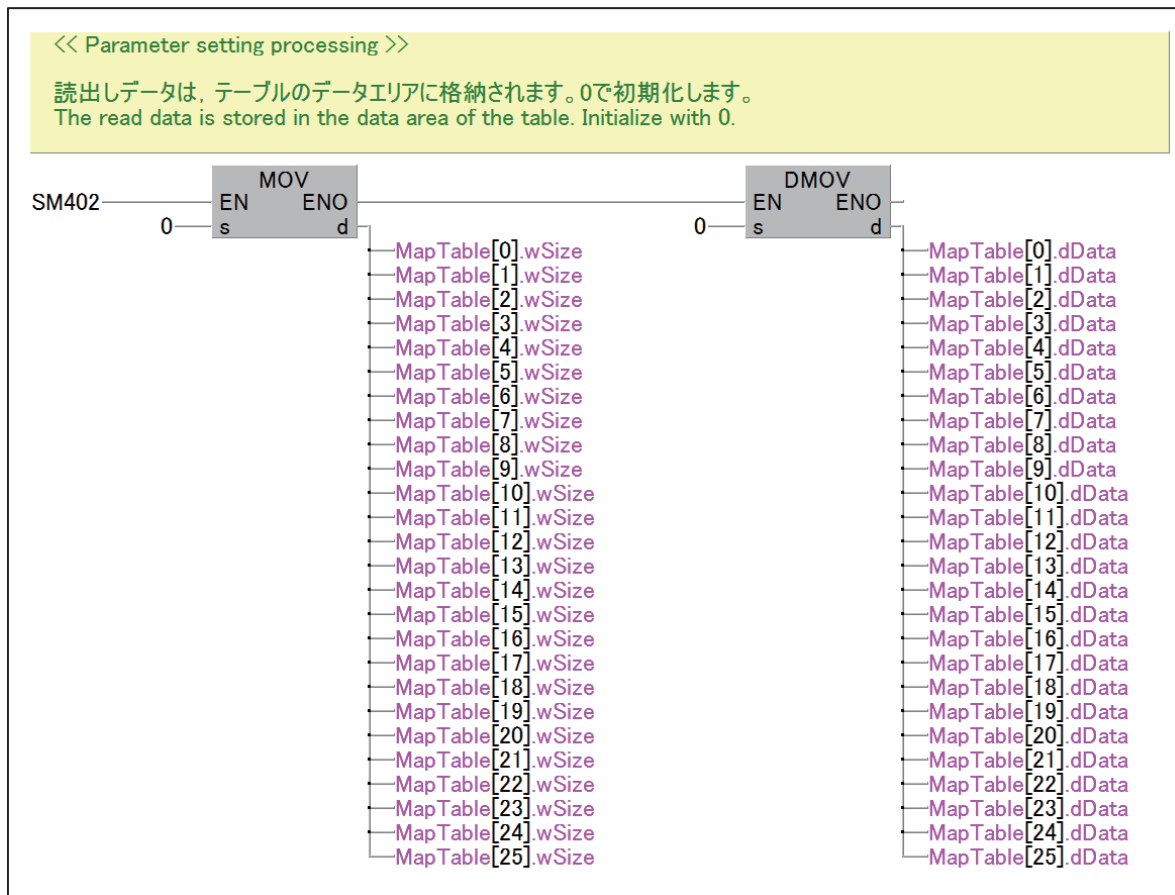 << Parameter setting processing >>
読出しデータは，テーブルのデータエリアに格納されます。0で初期化します。
The read data is stored in the data area of the table. Initialize with 0.
MOV DMOV
SM402 EN ENO EN ENO
0 s d 0 s d
MapTable[0].wSize MapTable[0].dData
MapTable[1].wSize MapTable[1].dData
MapTable[2].wSize MapTable[2].dData
MapTable[3].wSize MapTable[3].dData
MapTable[4].wSize MapTable[4].dData
MapTable[5].wSize MapTable[5].dData
MapTable[6].wSize MapTable[6].dData
MapTable[7].wSize MapTable[7].dData
MapTable[8].wSize MapTable[8].dData
MapTable[9].wSize MapTable[9].dData
MapTable[10].wSize MapTable[10].dData
MapTable[11].wSize MapTable[11].dData
MapTable[12].wSize MapTable[12].dData
MapTable[13].wSize MapTable[13].dData
MapTable[14].wSize MapTable[14].dData
MapTable[15].wSize MapTable[15].dData
MapTable[16].wSize MapTable[16].dData
MapTable[17].wSize MapTable[17].dData
MapTable[18].wSize MapTable[18].dData
MapTable[19].wSize MapTable[19].dData
MapTable[20].wSize MapTable[20].dData
MapTable[21].wSize MapTable[21].dData
MapTable[22].wSize MapTable[22].dData
MapTable[23].wSize MapTable[23].dData
MapTable[24].wSize MapTable[24].dData
MapTable[25].wSize MapTable[25].dData